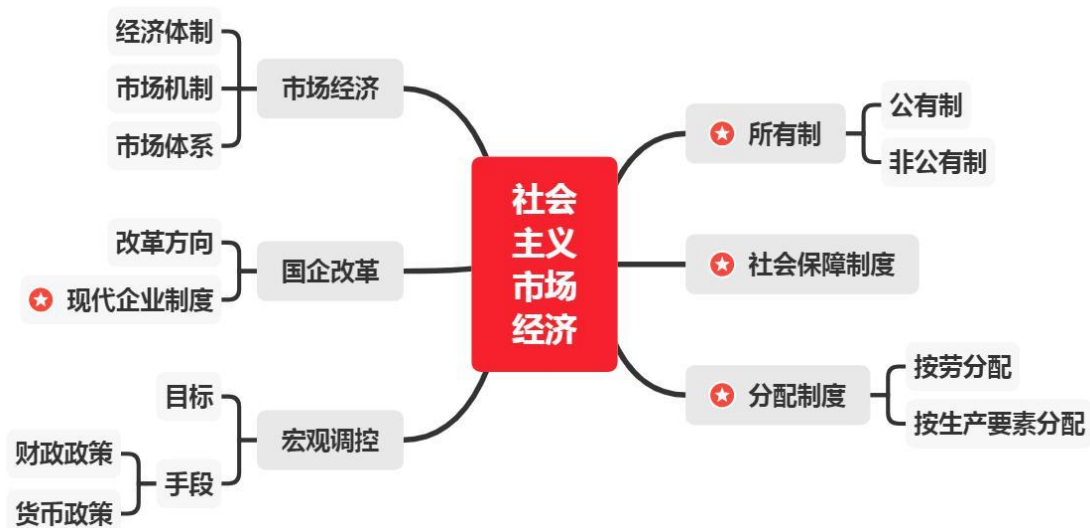 社会
主义
市场
经济
市场经济
经济体制
市场机制
市场体系
国企改革
改革方向
现代企业制度
宏观调控
目标
手段
财政政策
货币政策
所有制
公有制
非公有制
社会保障制度
分配制度
按劳分配
按生产要素分配